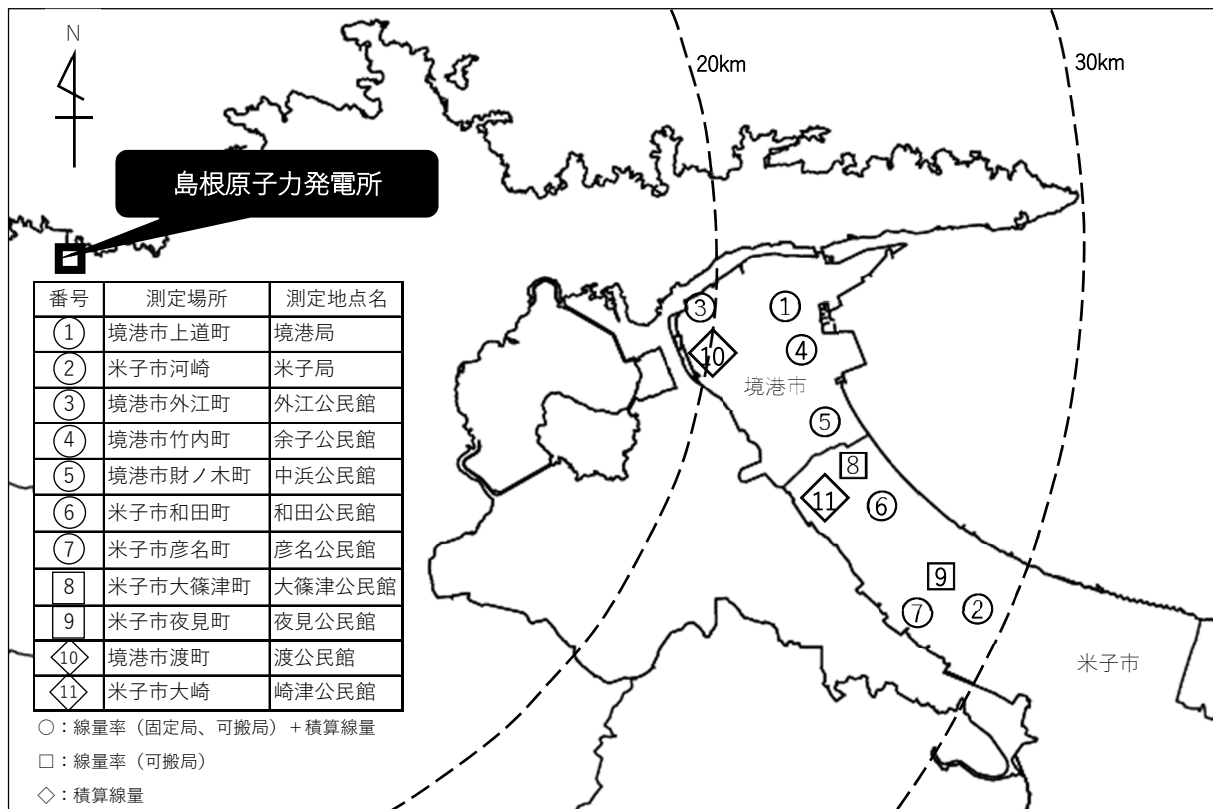 N
20km
30km
島根原子力発電所
番号 測定場所 測定地点名
① 境港市上道町 境港局
② 米子市河崎 米子局
③ 境港市外江町 外江公民館
④ 境港市竹内町 余子公民館
⑤ 境港市財ノ木町 中浜公民館
⑥ 米子市和田町 和田公民館
⑦ 米子市彦名町 彦名公民館
8 米子市大篠津町 大篠津公民館
9 米子市夜見町 夜見公民館
10 境港市渡町 渡公民館
11 米子市大崎 崎津公民館
○：線量率（固定局、可搬局）＋積算線量
□：線量率（可搬局）
◇：積算線量
③
①
10
④
境港市
⑤
8
11
⑥
9
⑦
②
米子市